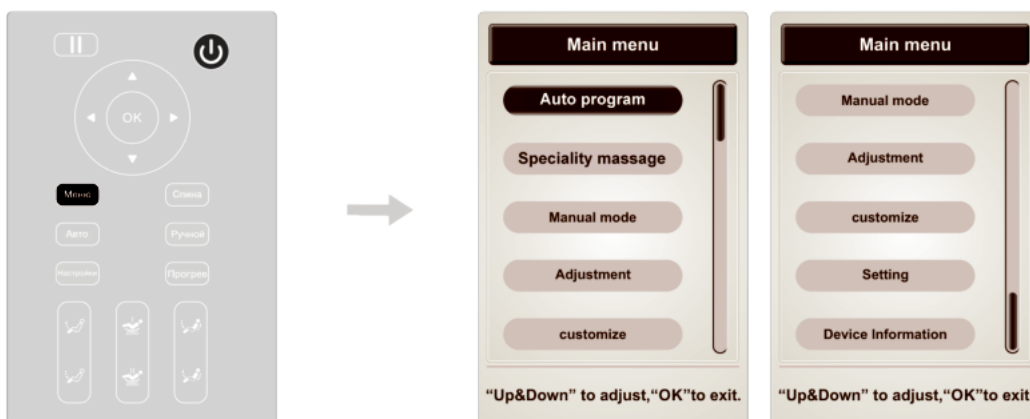 OK
Меню
Спина
Авто
Ручной
Настройки
Прогрев
Main menu
Auto program
Speciality massage
Manual mode
Adjustment
customize
“Up&Down” to adjust,“OK”to exit.
Main menu
Manual mode
Adjustment
customize
Setting
Device Information
“Up&Down” to adjust,“OK”to exit